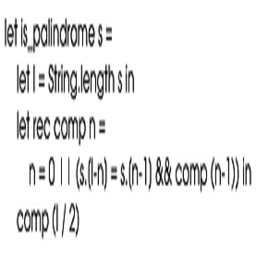 let is_palindrome s =
let l = String.length s in
let rec comp n =
n = 0 || (s.(l-n) = s.(n-1) && comp (n-1)) in
comp (l / 2)